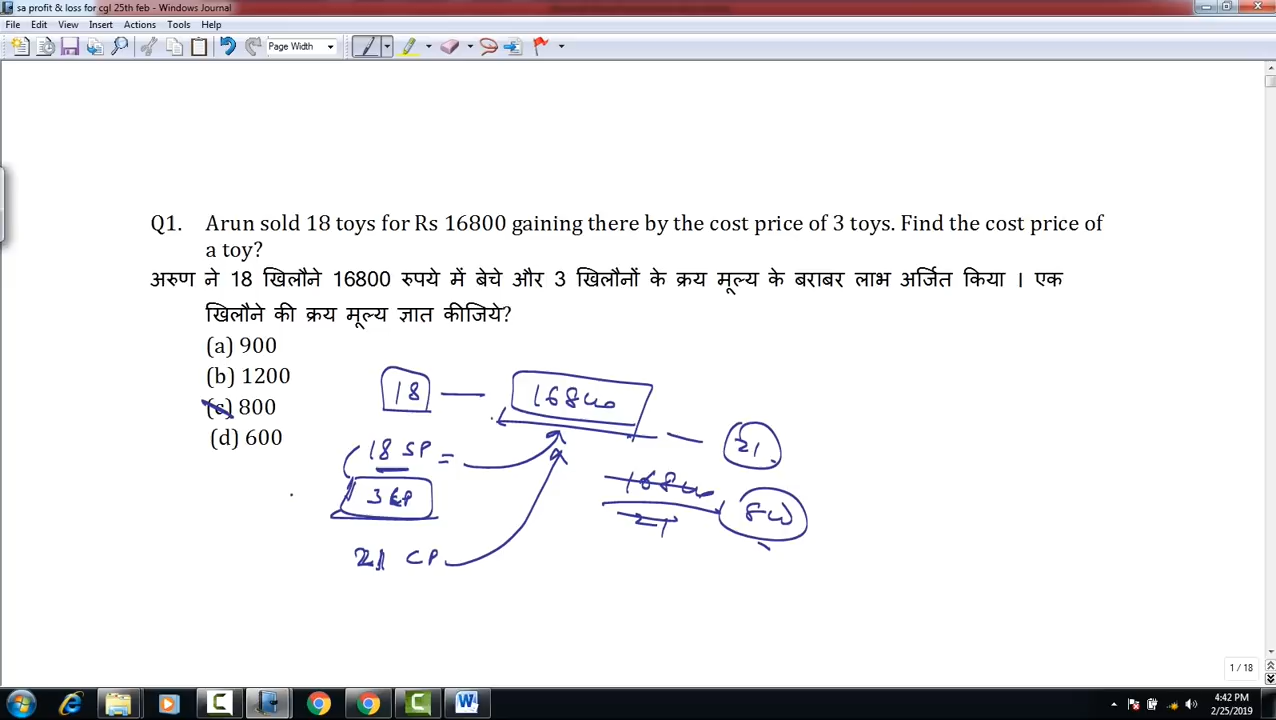 sa profit & loss for cgl 25th feb - Windows Journal
File Edit View Insert Actions Tools Help
Page Width
Q1. Arun sold 18 toys for Rs 16800 gaining there by the cost price of 3 toys. Find the cost price of
a toy?
अरुण ने 18 खिलौने 16800 रुपये में बेचे और 3 खिलौनों के क्रय मूल्य के बराबर लाभ अर्जित किया । एक
खिलौने की क्रय मूल्य ज्ञात कीजिये?
(a) 900
(b) 1200
(c) 800
(d) 600
18 — 16800 — 21
18 SP =
3 CP
16800
21
800
21 CP
1 / 18
4:42 PM
2/25/2019